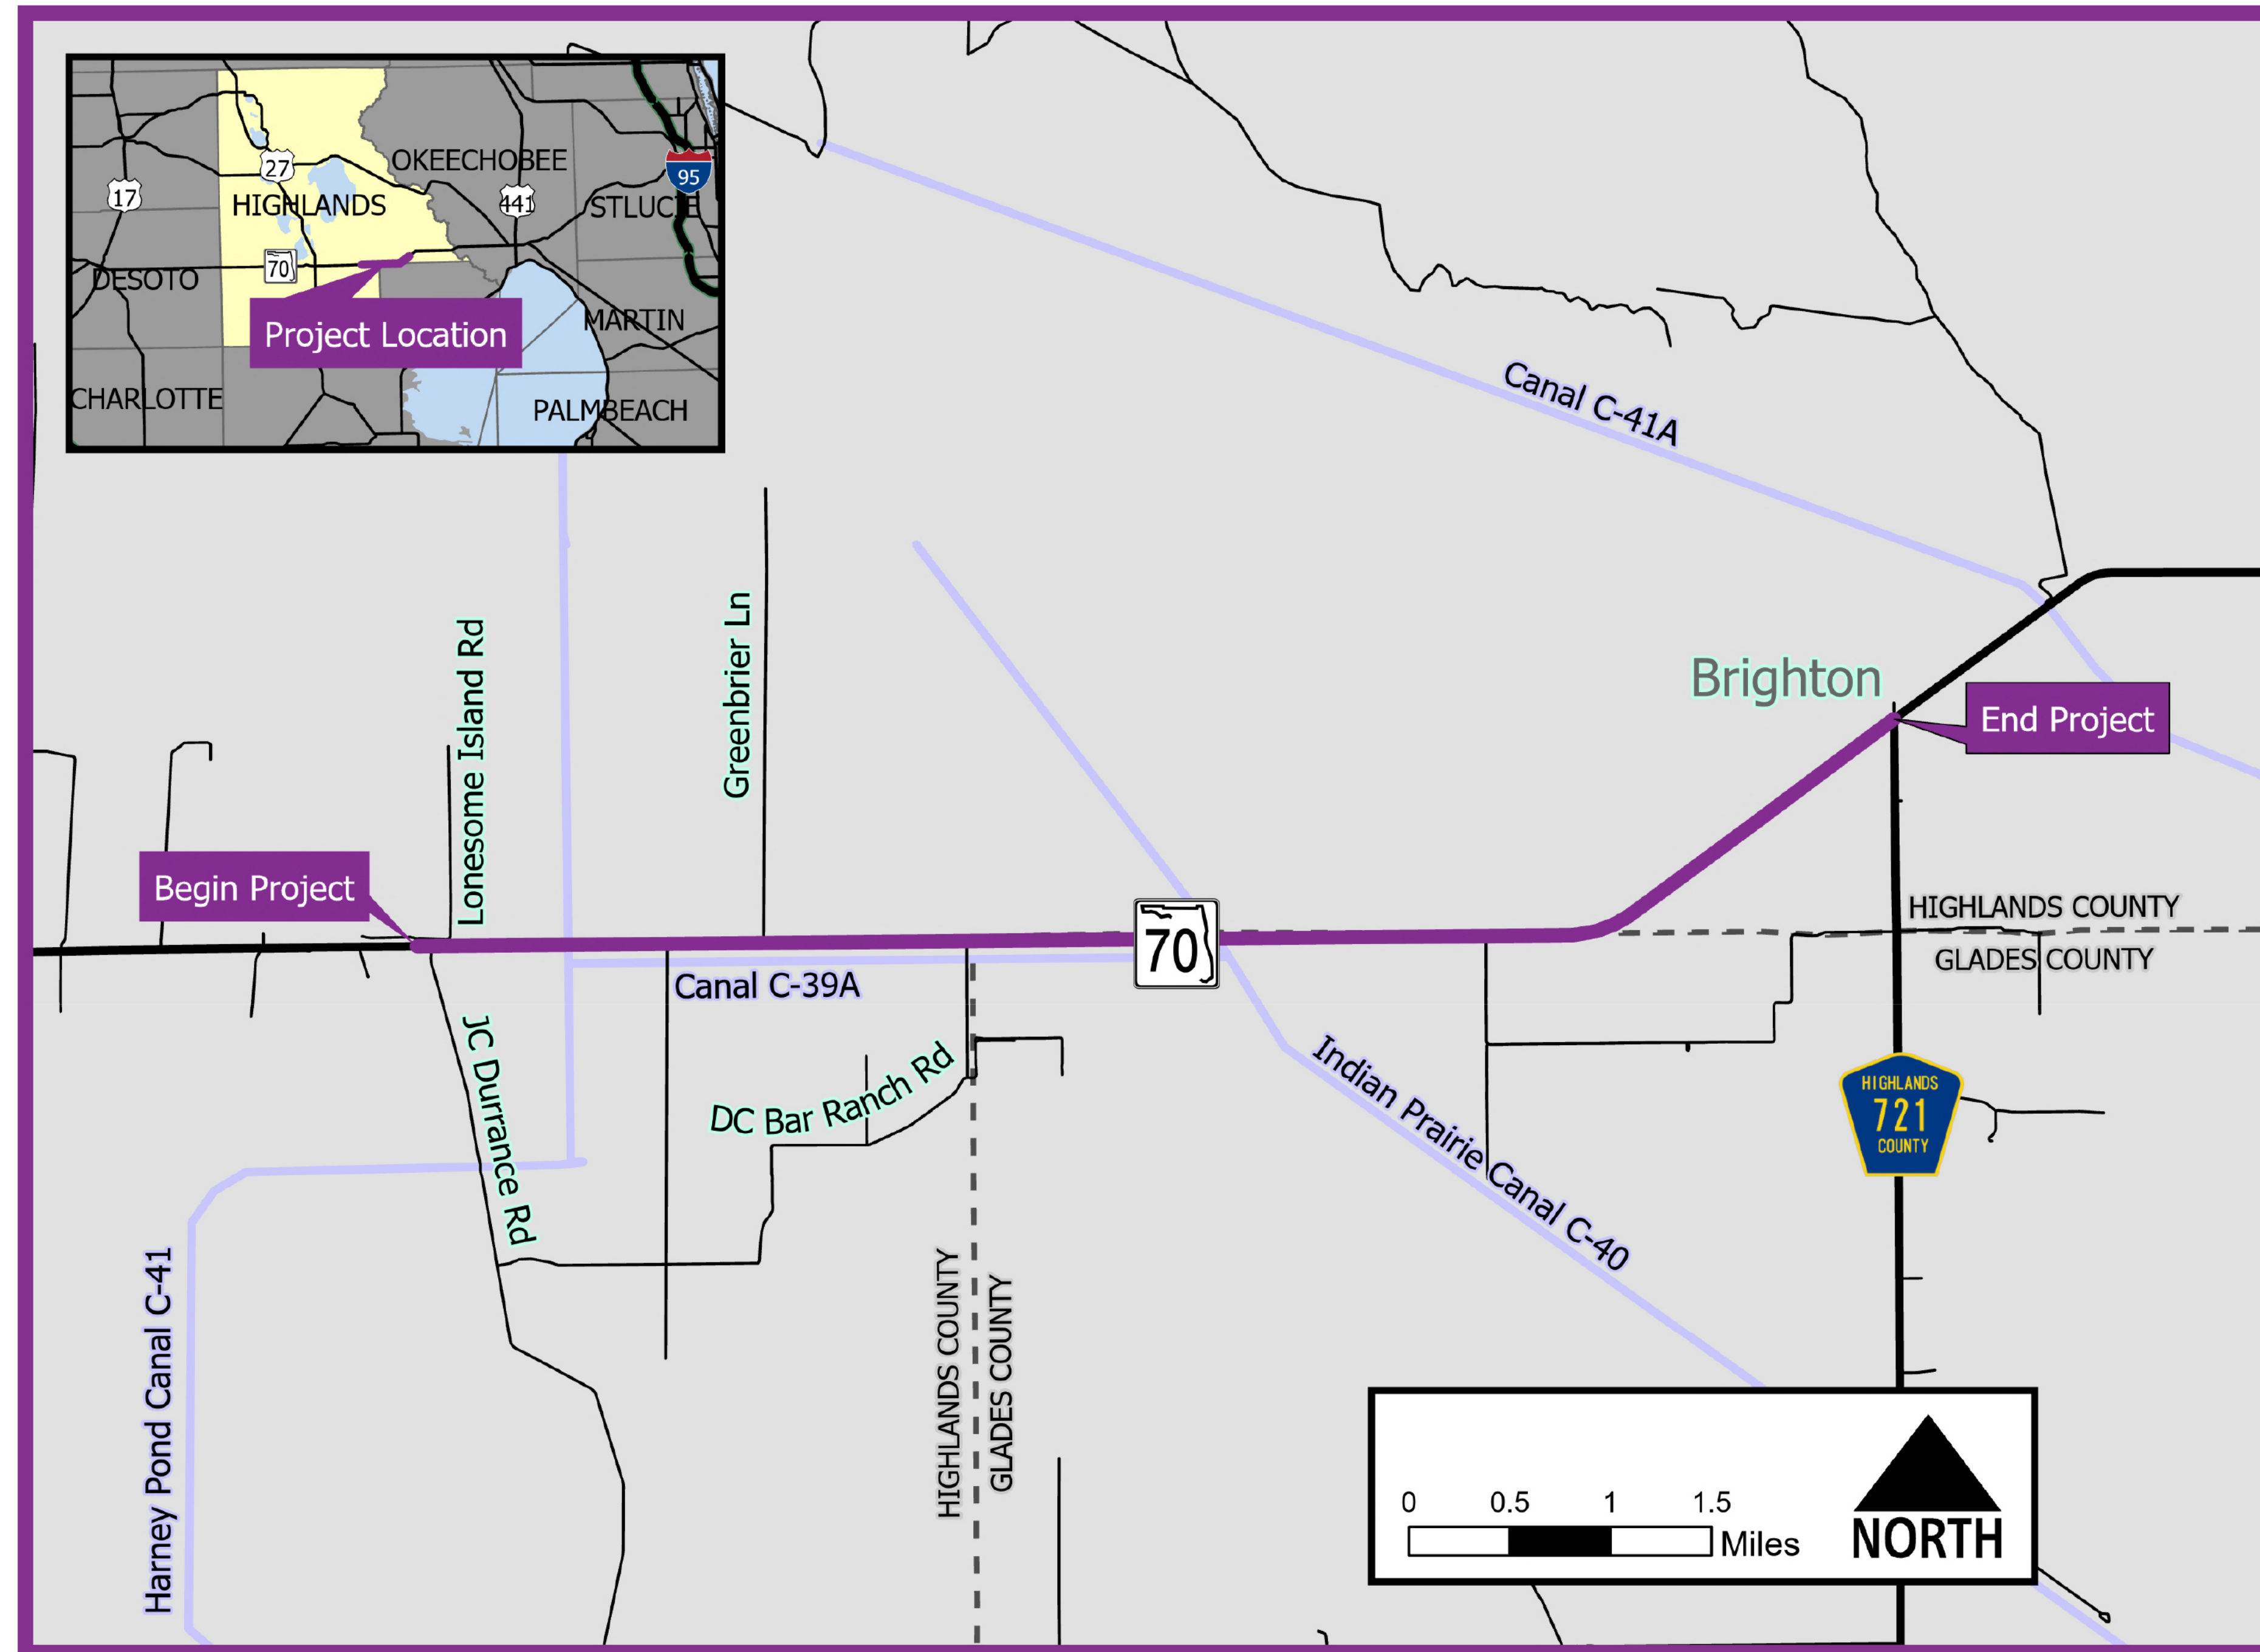 OKEECHOBEE
27
95
17
HIGHLANDS
441
STLUCIE
70
DESOTO
MARTIN
Project Location
CHARLOTTE
PALMBEACH
Canal C-41A
Lonesome Island Rd
Greenbrier Ln
Brighton
End Project
Begin Project
HIGHLANDS COUNTY
GLADES COUNTY
70
Canal C-39A
JC Durrance Rd
DC Bar Ranch Rd
Indian Prairie Canal C-40
HIGHLANDS
721
COUNTY
Harney Pond Canal C-41
HIGHLANDS COUNTY
GLADES COUNTY
0 0.5 1 1.5
Miles
NORTH